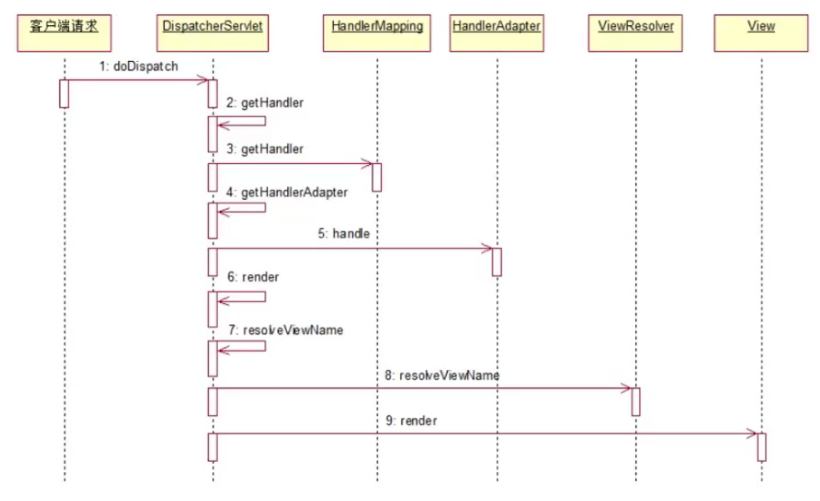 客户端请求 DispatcherServlet HandlerMapping HandlerAdapter ViewResolver View
1: doDispatch
2: getHandler
3: getHandler
4: getHandlerAdapter
5: handle
6: render
7: resolveViewName
8: resolveViewName
9: render